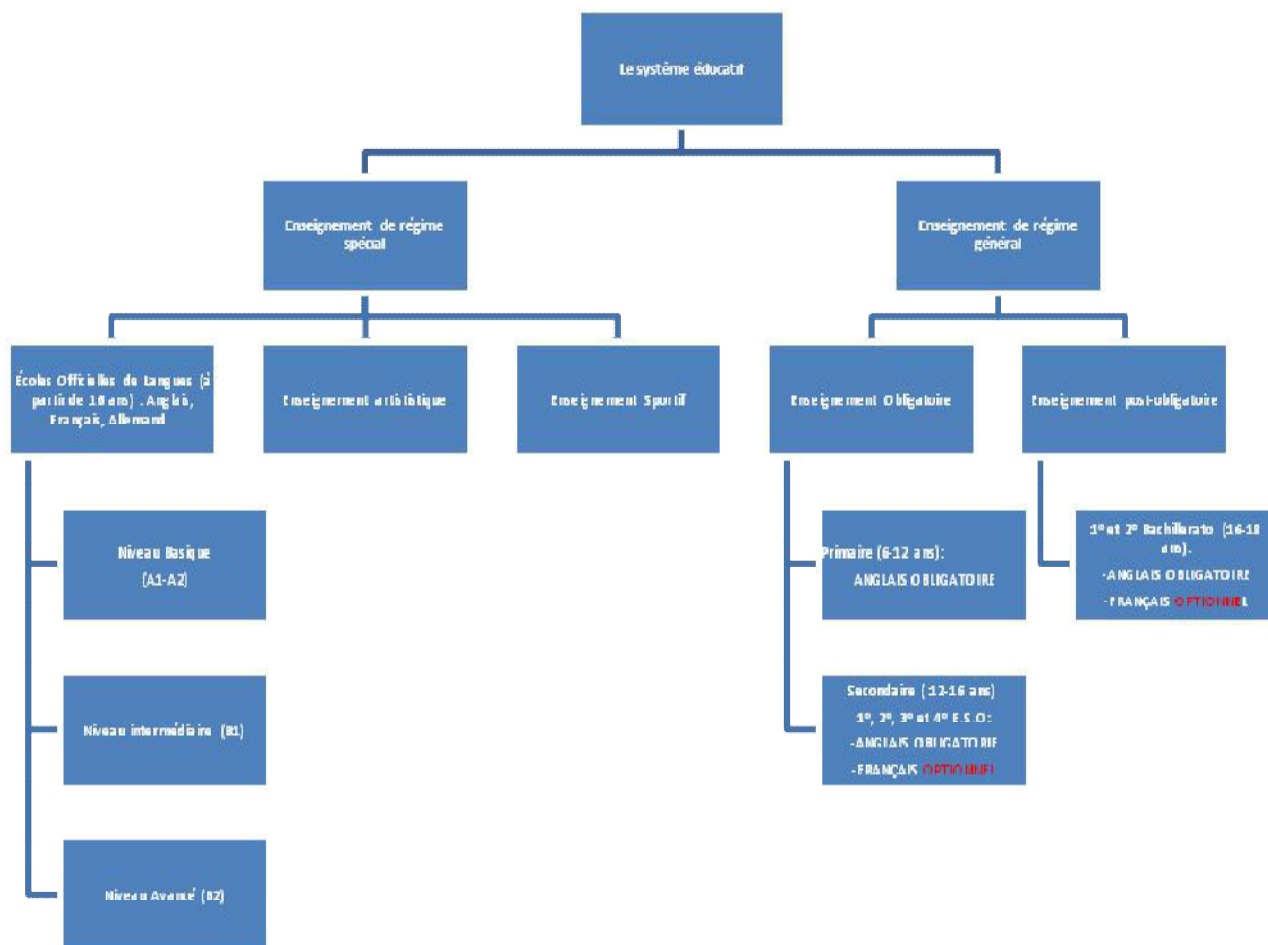 Le système éducatif
Enseignement de régime
spécial
Enseignement de régime
général
Écoles Officielles de Langues (à
partir de 16 ans) . Anglais,
Français, Allemand
Enseignement artististique
Enseignement Sportif
Enseignement Obligatoire
Enseignement post-obligatoire
Niveau Basique
(A1-A2)
Niveau intermédiaire (B1)
Niveau Avancé (B2)
Primaire (6-12 ans):
ANGLAIS OBLIGATOIRE
Secondaire (12-16 ans)
1º, 2º, 3º et 4º E.S.O:
-ANGLAIS OBLIGATORIE
-FRANÇAIS OPTIONNEL
1º et 2º Bachillerato (16-18
ans).
-ANGLAIS OBLIGATOIRE
-FRANÇAIS OPTIONNEL